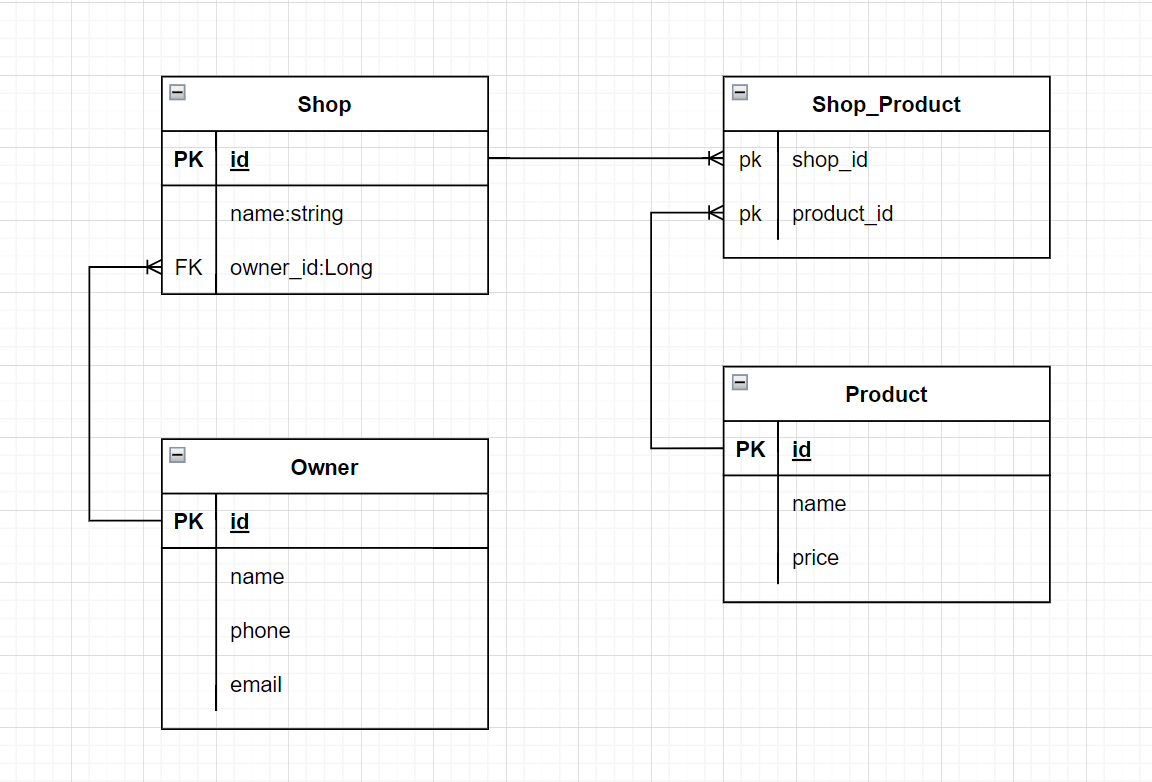 Shop
PK id
name:string
FK owner_id:Long
Shop_Product
pk shop_id
pk product_id
Owner
PK id
name
phone
email
Product
PK id
name
price